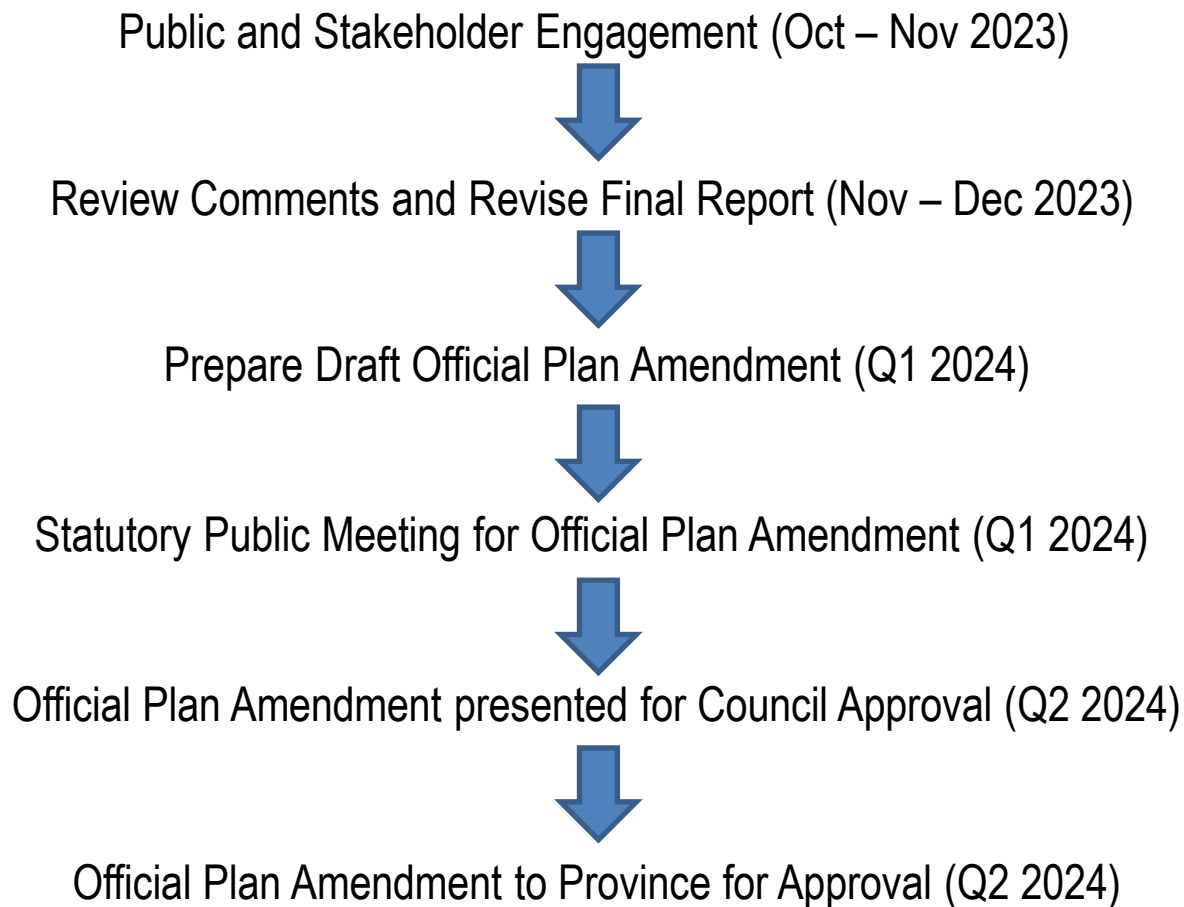 Public and Stakeholder Engagement (Oct – Nov 2023)
Review Comments and Revise Final Report (Nov – Dec 2023)
Prepare Draft Official Plan Amendment (Q1 2024)
Statutory Public Meeting for Official Plan Amendment (Q1 2024)
Official Plan Amendment presented for Council Approval (Q2 2024)
Official Plan Amendment to Province for Approval (Q2 2024)